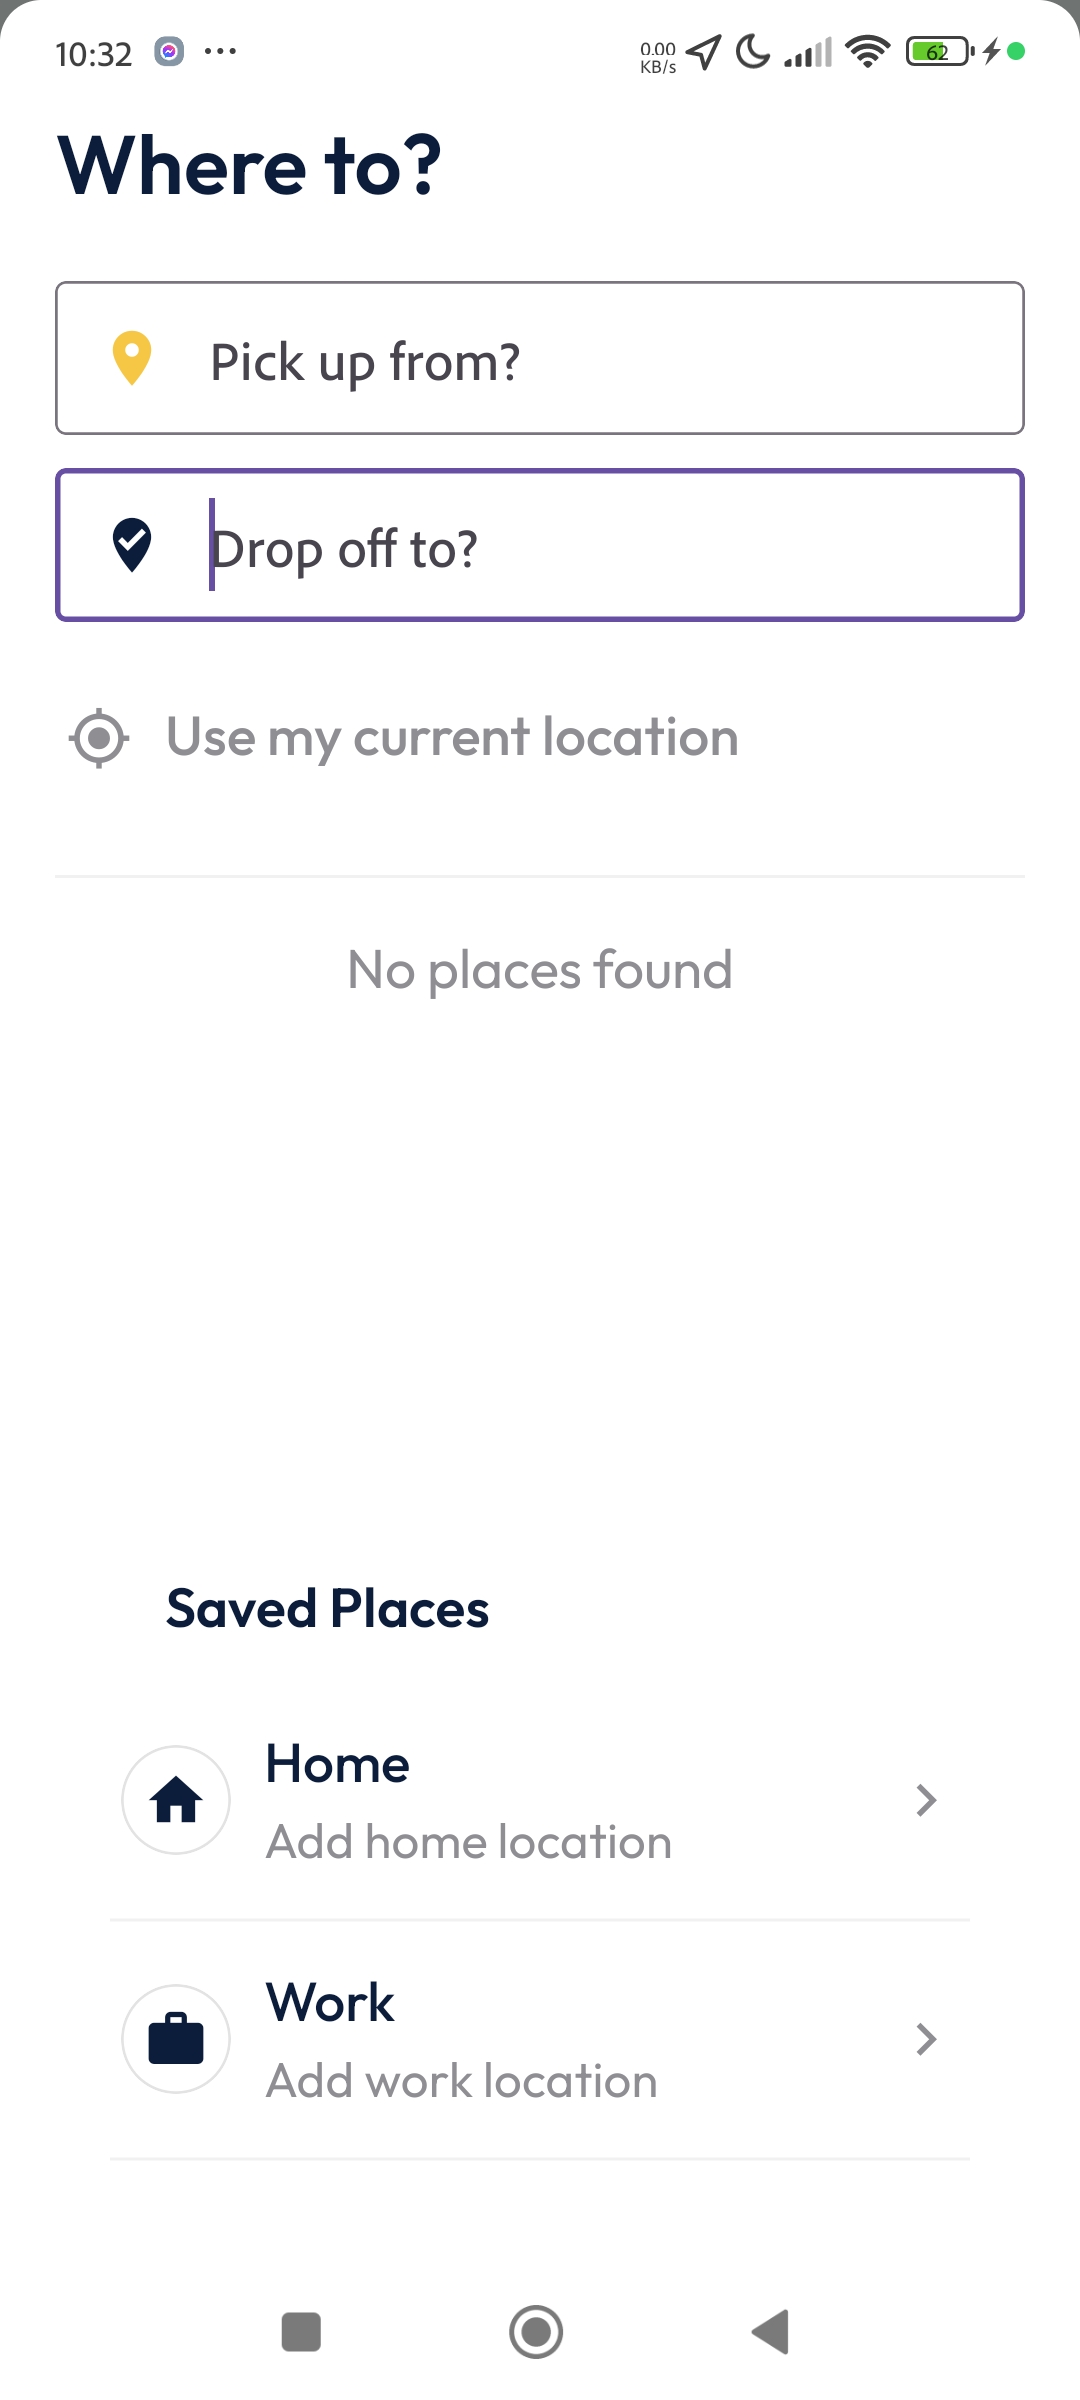 10:32
0.00
KB/s
62
Where to?
Pick up from?
Drop off to?
Use my current location
No places found
Saved Places
Home
Add home location
Work
Add work location